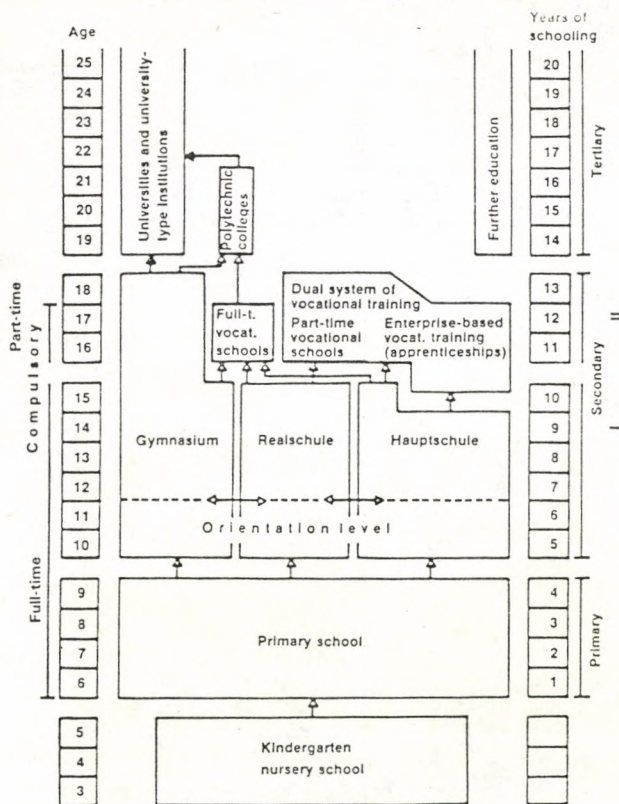 Age
Years of
schooling
25
24
23
22
21
20
19
18
17
16
15
14
13
12
11
10
9
8
7
6
5
4
3
Part-time
Compulsory
Full-time
Universities and university-
type institutions
Polytechnic
colleges
Further education
Full-t.
vocat.
schools
Dual system of
vocational training
Part-time
vocational
schools
Enterprise-based
vocat. training
(apprenticeships)
Gymnasium
Realschule
Hauptschule
Orientation level
Primary school
Kindergarten
nursery school
20
19
18
17
16
15
14
13
12
11
10
9
8
7
6
5
4
3
2
1
Tertiary
Secondary
II
I
Primary